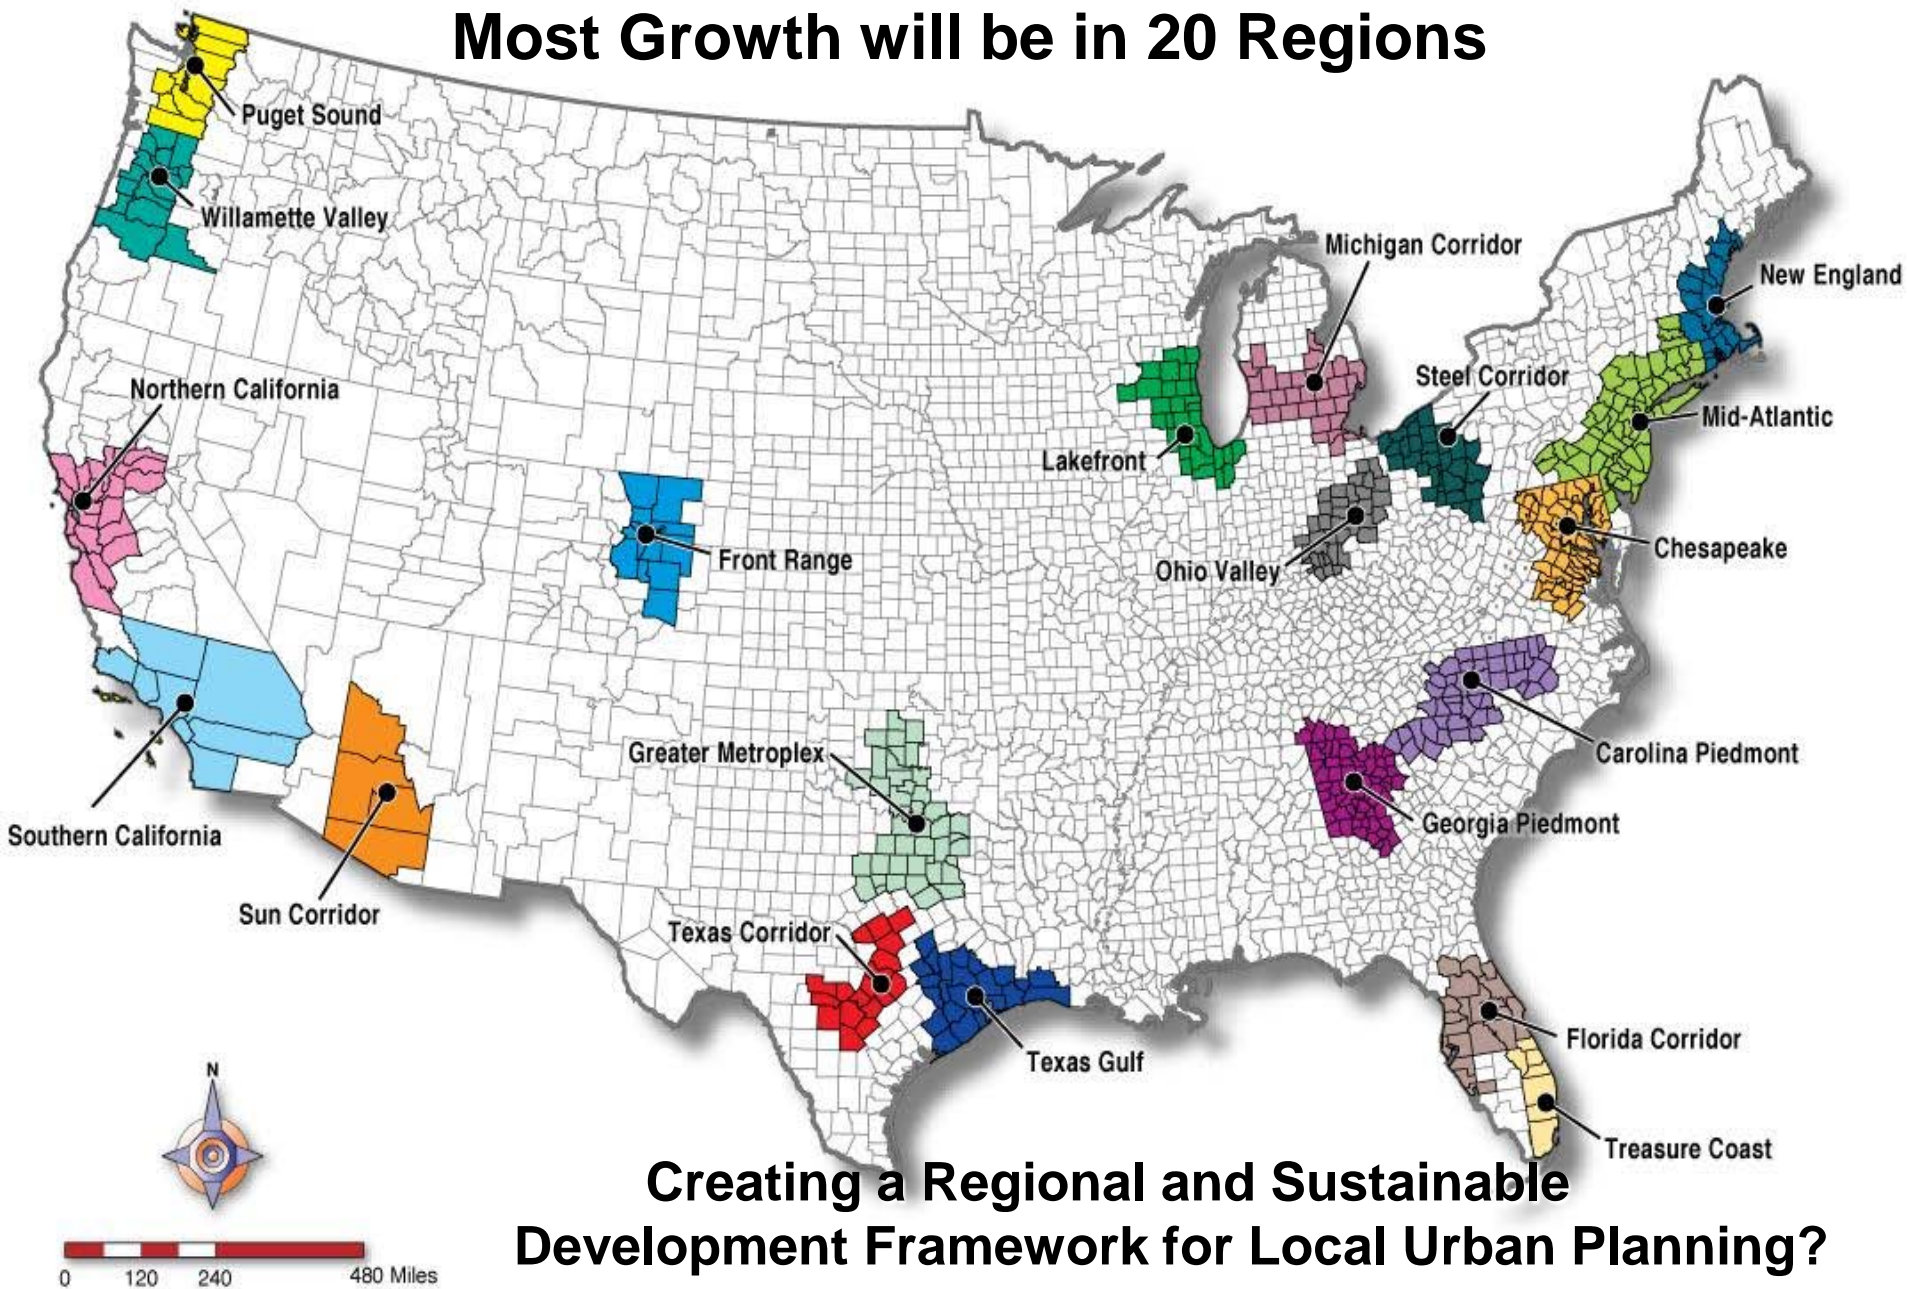 Most Growth will be in 20 Regions
Puget Sound
Willamette Valley
Michigan Corridor
New England
Northern California
Steel Corridor
Mid-Atlantic
Lakefront
Front Range
Ohio Valley
Chesapeake
Greater Metroplex
Carolina Piedmont
Southern California
Georgia Piedmont
Sun Corridor
Texas Corridor
Florida Corridor
Texas Gulf
N
Treasure Coast
Creating a Regional and Sustainable
Development Framework for Local Urban Planning?
0 120 240 480 Miles